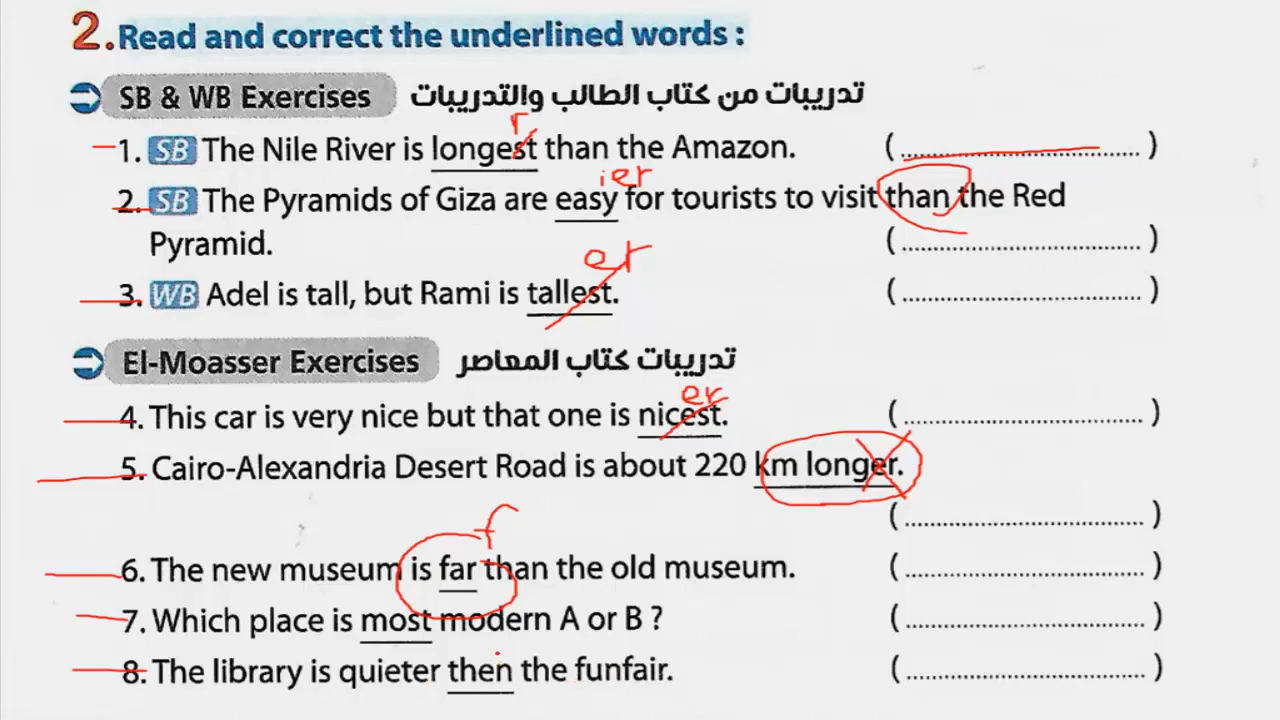 2. Read and correct the underlined words :
SB & WB Exercises تدريبات من كتاب الطالب والتدريبات
r
1. SB The Nile River is longest than the Amazon. (........................................)
ier
2. SB The Pyramids of Giza are easy for tourists to visit than the Red
Pyramid. (........................................)
er
3. WB Adel is tall, but Rami is tallest. (........................................)
El-Moasser Exercises تدريبات كتاب المعاصر
er
4. This car is very nice but that one is nicest. (........................................)
5. Cairo-Alexandria Desert Road is about 220 km longer.
(........................................)
f
6. The new museum is far than the old museum. (........................................)
7. Which place is most modern A or B ? (........................................)
8. The library is quieter then the funfair. (........................................)